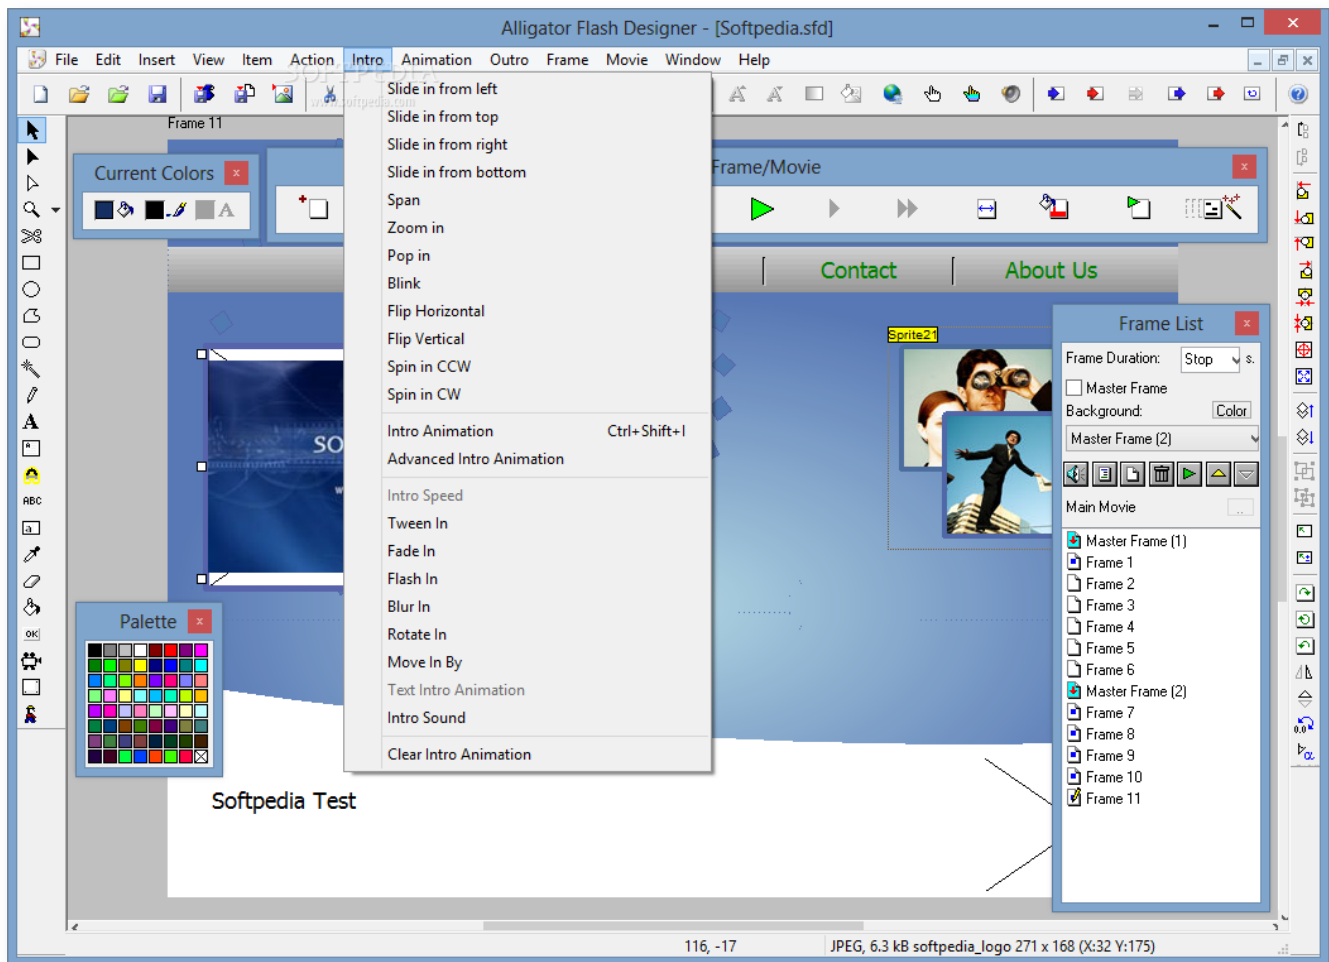 Alligator Flash Designer - [Softpedia.sfd]
File Edit Insert View Item Action Intro Animation Outro Frame Movie Window Help
SOFTPEDIA
www.softpedia.com
Frame 11
Slide in from left
Slide in from top
Slide in from right
Slide in from bottom
Span
Zoom in
Pop in
Blink
Flip Horizontal
Flip Vertical
Spin in CCW
Spin in CW
Intro Animation Ctrl+Shift+I
Advanced Intro Animation
Intro Speed
Tween In
Fade In
Flash In
Blur In
Rotate In
Move In By
Text Intro Animation
Intro Sound
Clear Intro Animation
Current Colors
Frame/Movie
Contact
About Us
Sprite21
SO
w
Frame List
Frame Duration: Stop s.
Master Frame
Background: Color
Master Frame (2)
Main Movie ..
Master Frame (1)
Frame 1
Frame 2
Frame 3
Frame 4
Frame 5
Frame 6
Master Frame (2)
Frame 7
Frame 8
Frame 9
Frame 10
Frame 11
ABC
OK
Palette
Softpedia Test
116, -17
JPEG, 6.3 kB softpedia_logo 271 x 168 (X:32 Y:175)